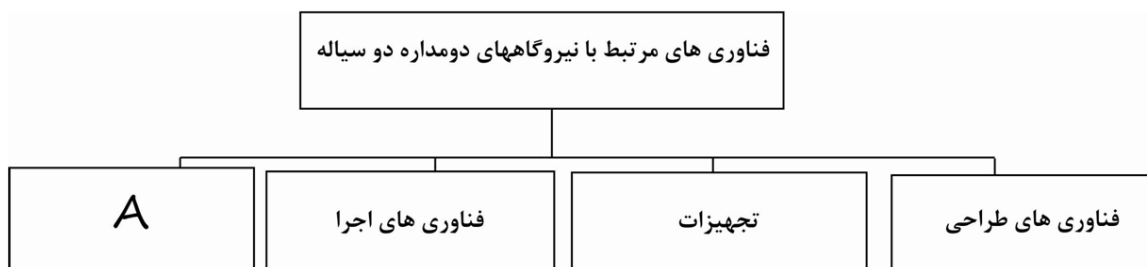 فناوری های مرتبط با نیروگاههای دومداره دو سیاله
فناوری های طراحی
تجهیزات
فناوری های اجرا
A